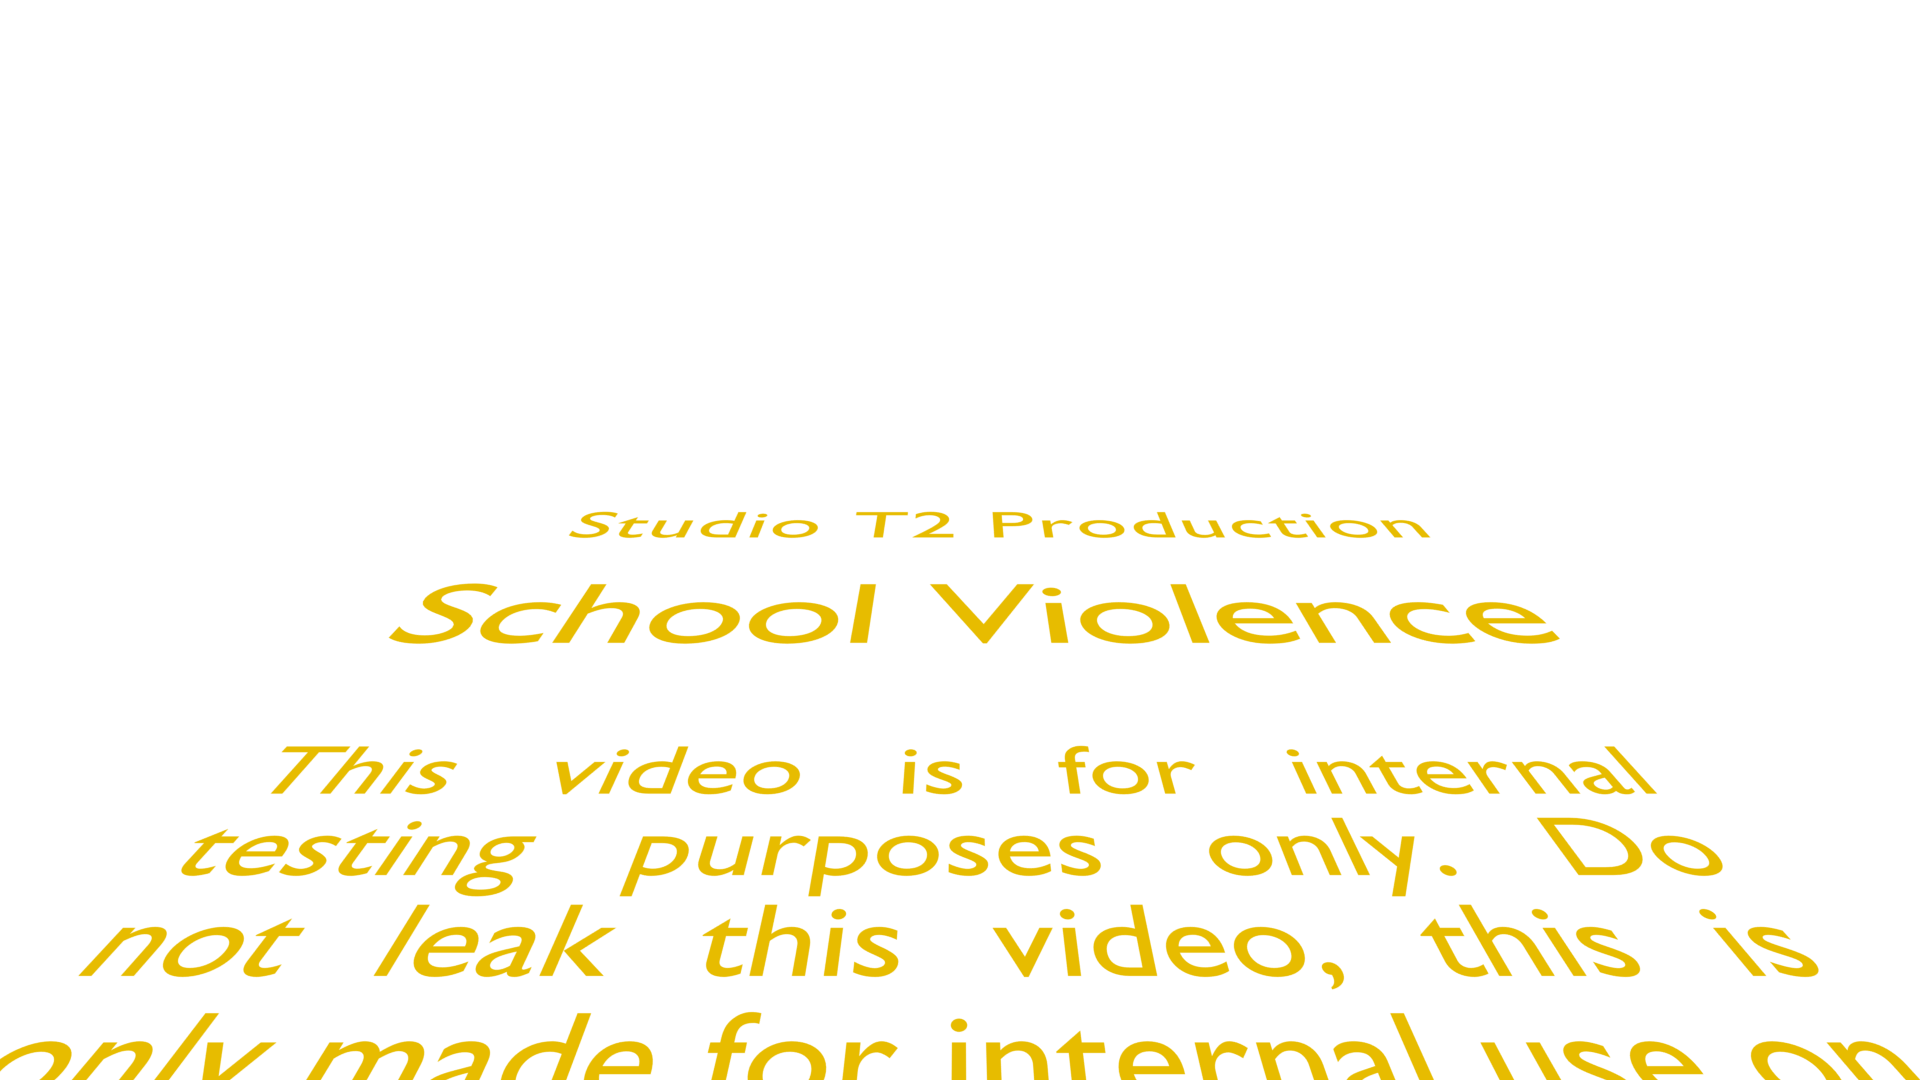 Studio T2 Production
School Violence
This video is for internal
testing purposes only. Do
not leak this video, this is
only made for internal use on